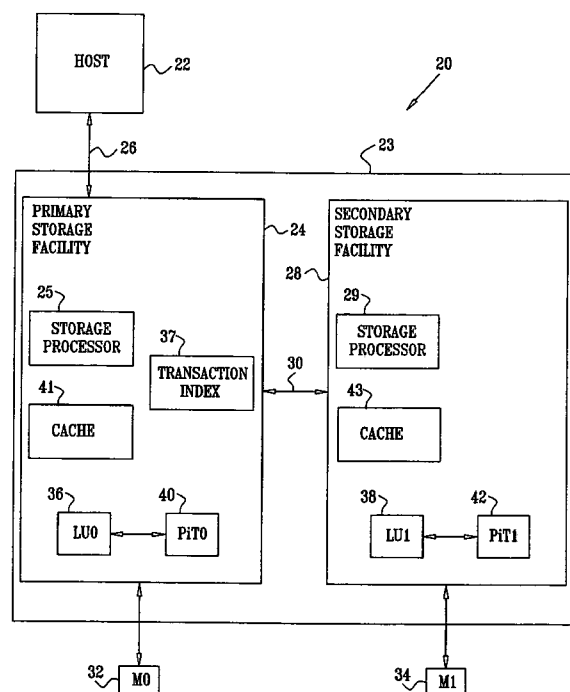 HOST
22
20
26
23
PRIMARY
STORAGE
FACILITY
24
SECONDARY
STORAGE
FACILITY
28
25
STORAGE
PROCESSOR
37
TRANSACTION
INDEX
30
29
STORAGE
PROCESSOR
41
CACHE
43
CACHE
36
LU0
40
PiT0
38
LU1
42
PiT1
32
M0
34
M1